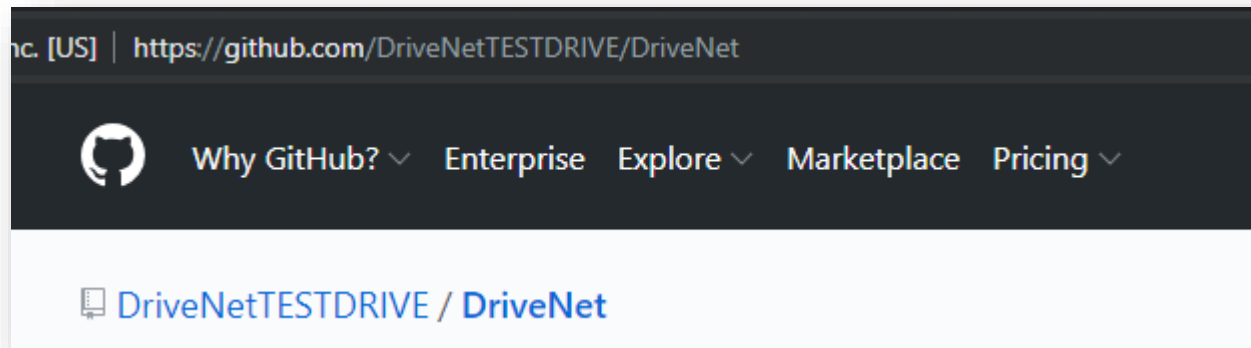 nc. [US] | https://github.com/DriveNetTESTDRIVE/DriveNet
Why GitHub? Enterprise Explore Marketplace Pricing
DriveNetTESTDRIVE / DriveNet